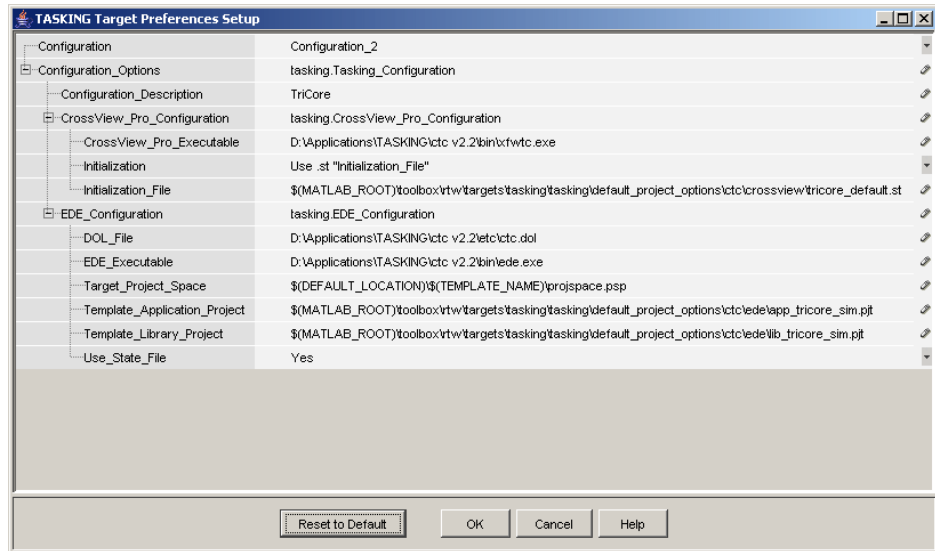 TASKING Target Preferences Setup
Configuration Configuration_2
Configuration_Options tasking.Tasking_Configuration
Configuration_Description TriCore
CrossView_Pro_Configuration tasking.CrossView_Pro_Configuration
CrossView_Pro_Executable D:\Applications\TASKING\ctc v2.2\bin\xfwtc.exe
Initialization Use .st "Initialization_File"
Initialization_File $(MATLAB_ROOT)\toolbox\rtw\targets\tasking\tasking\default_project_options\ctc\crossview\tricore_default.st
EDE_Configuration tasking.EDE_Configuration
DOL_File D:\Applications\TASKING\ctc v2.2\etc\ctc.dol
EDE_Executable D:\Applications\TASKING\ctc v2.2\bin\ede.exe
Target_Project_Space $(DEFAULT_LOCATION)\$(TEMPLATE_NAME)\projspace.psp
Template_Application_Project $(MATLAB_ROOT)\toolbox\rtw\targets\tasking\tasking\default_project_options\ctc\ede\app_tricore_sim.pjt
Template_Library_Project $(MATLAB_ROOT)\toolbox\rtw\targets\tasking\tasking\default_project_options\ctc\ede\lib_tricore_sim.pjt
Use_State_File Yes
Reset to Default OK Cancel Help